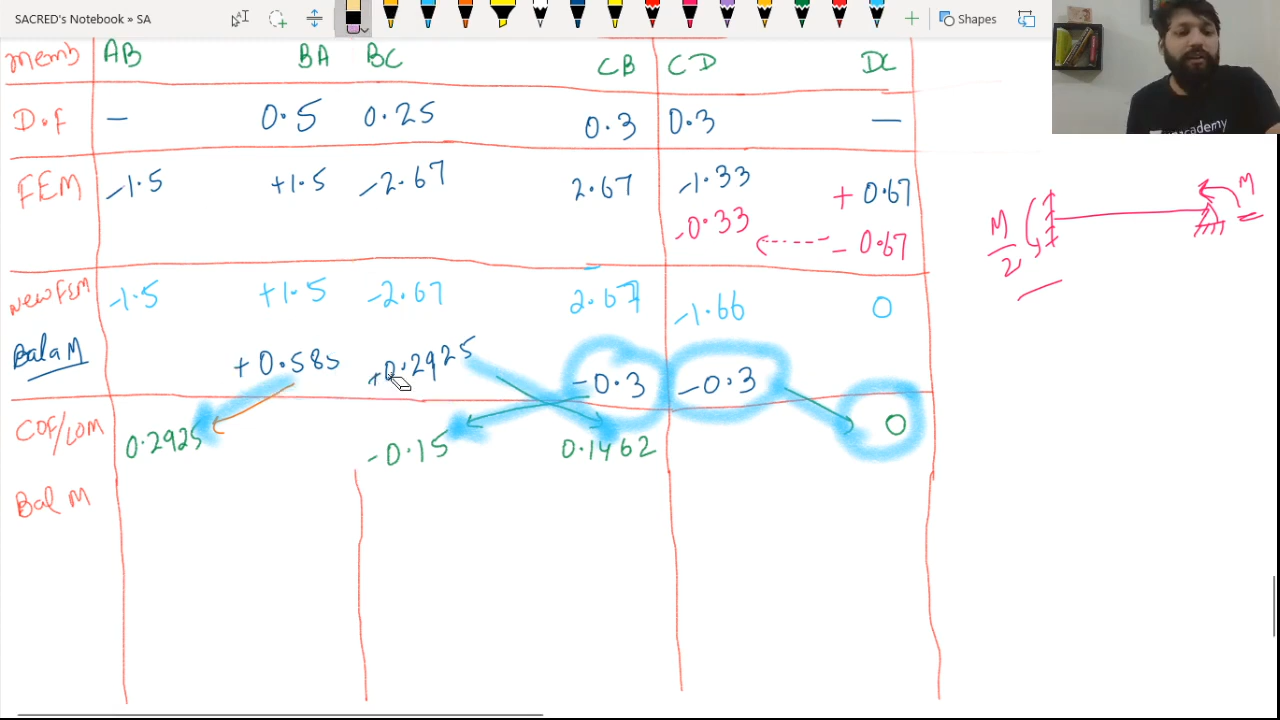 SACRED's Notebook » SA
Shapes
Memb AB BA BC CB CD DC
D.f — 0.5 0.25 0.3 0.3 —
FEM -1.5 +1.5 -2.67 2.67 -1.33 + 0.67
-0.33 - 0.67
New FEM -1.5 +1.5 -2.67 2.67 -1.66 0
Bala M + 0.585 +0.2925 -0.3 -0.3
COF/COM 0.2925 -0.15 0.1462 0
Bal M
M
M/2
academy